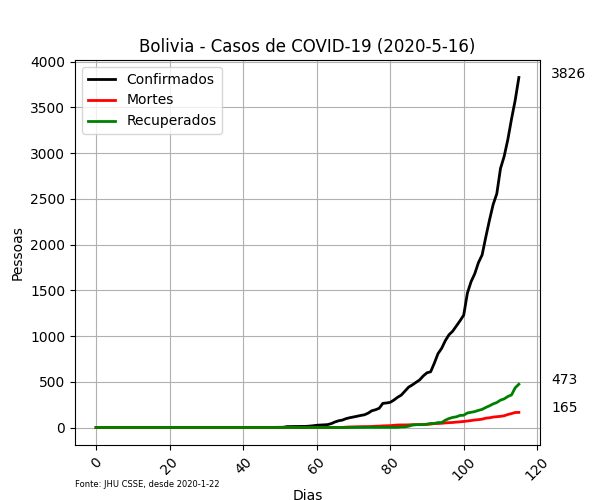 Bolivia - Casos de COVID-19 (2020-5-16)
Confirmados
Mortes
Recuperados
3826
473
165
4000
3500
3000
2500
2000
1500
1000
500
0
Pessoas
0 20 40 60 80 100 120
Fonte: JHU CSSE, desde 2020-1-22
Dias